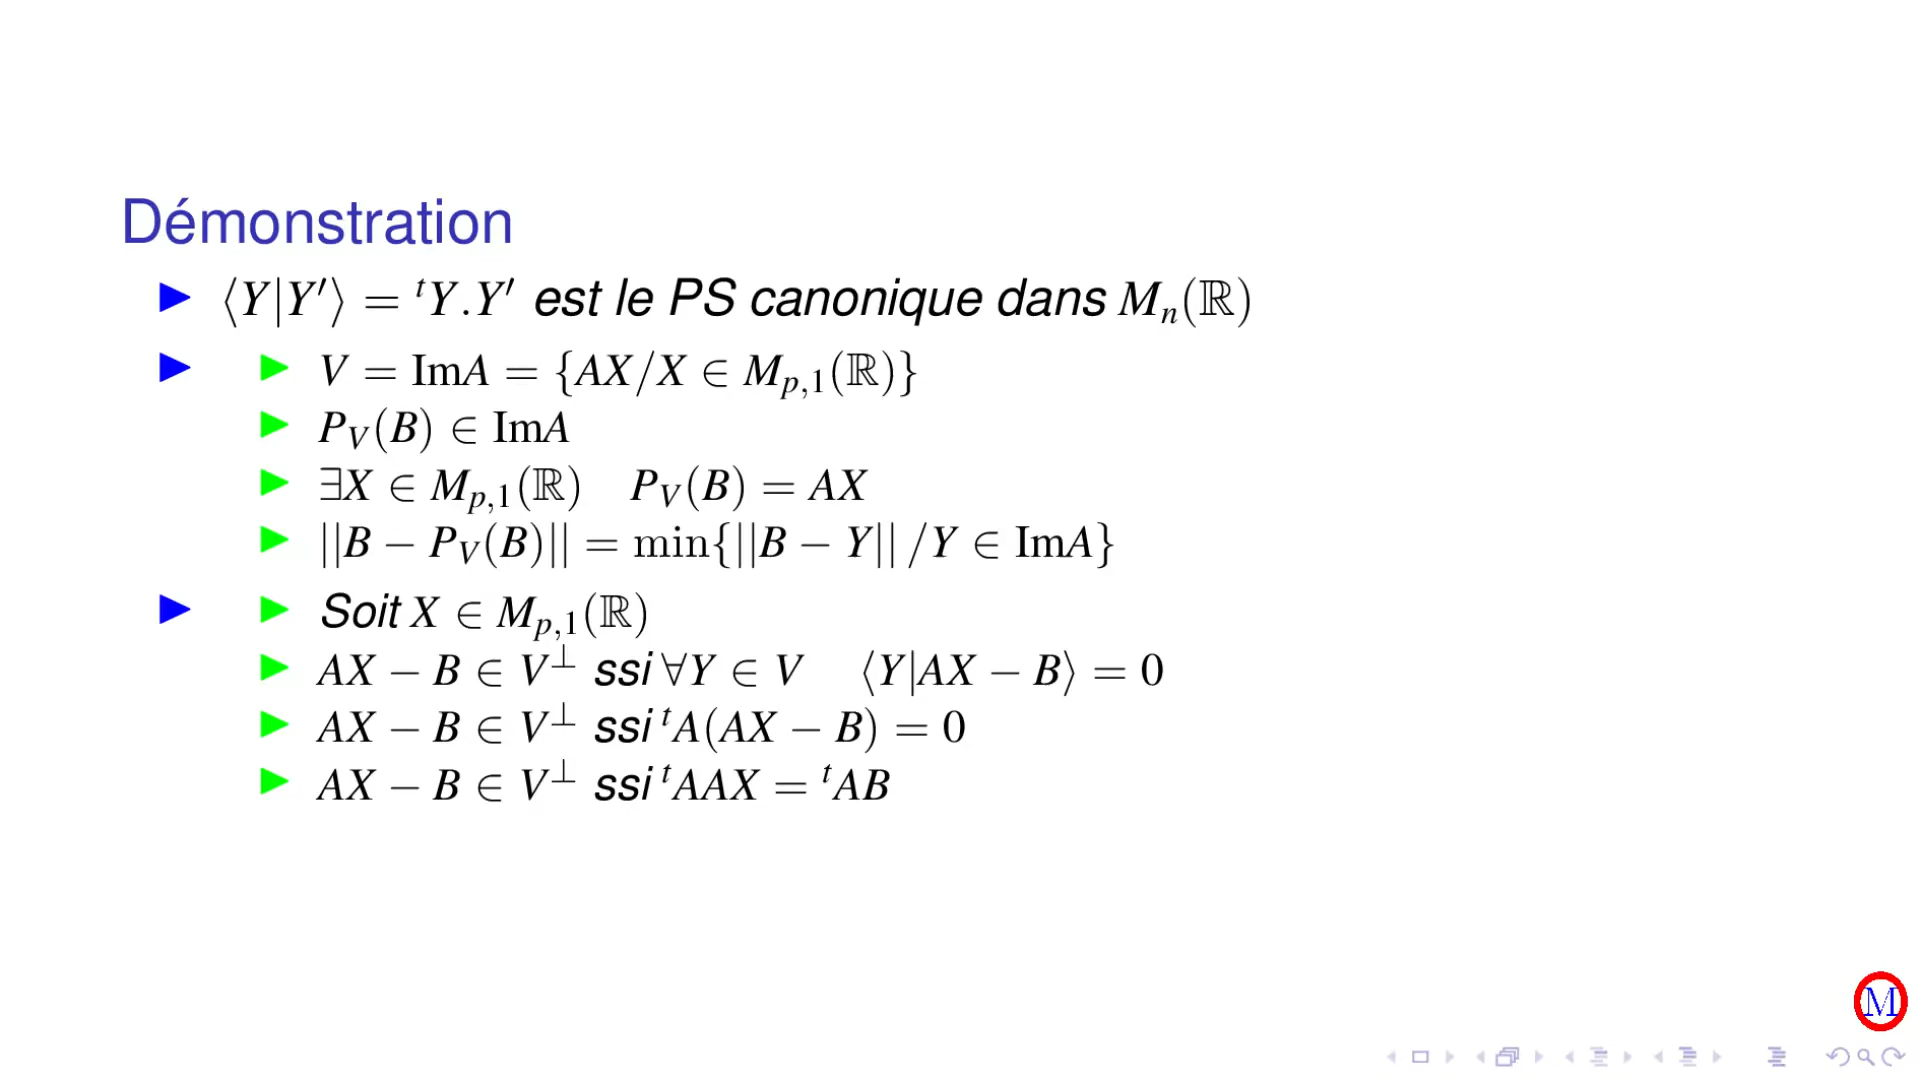 Démonstration
▶ ⟨Y|Y′⟩ = ᵗY.Y′ est le PS canonique dans Mₙ(ℝ)
▶ ▶ V = ImA = {AX/X ∈ M_{p,1}(ℝ)}
▶ P_V(B) ∈ ImA
▶ ∃X ∈ M_{p,1}(ℝ) P_V(B) = AX
▶ ||B − P_V(B)|| = min{||B − Y|| /Y ∈ ImA}
▶ ▶ Soit X ∈ M_{p,1}(ℝ)
▶ AX − B ∈ V^⊥ ssi ∀Y ∈ V ⟨Y|AX − B⟩ = 0
▶ AX − B ∈ V^⊥ ssi ᵗA(AX − B) = 0
▶ AX − B ∈ V^⊥ ssi ᵗAAX = ᵗAB
M